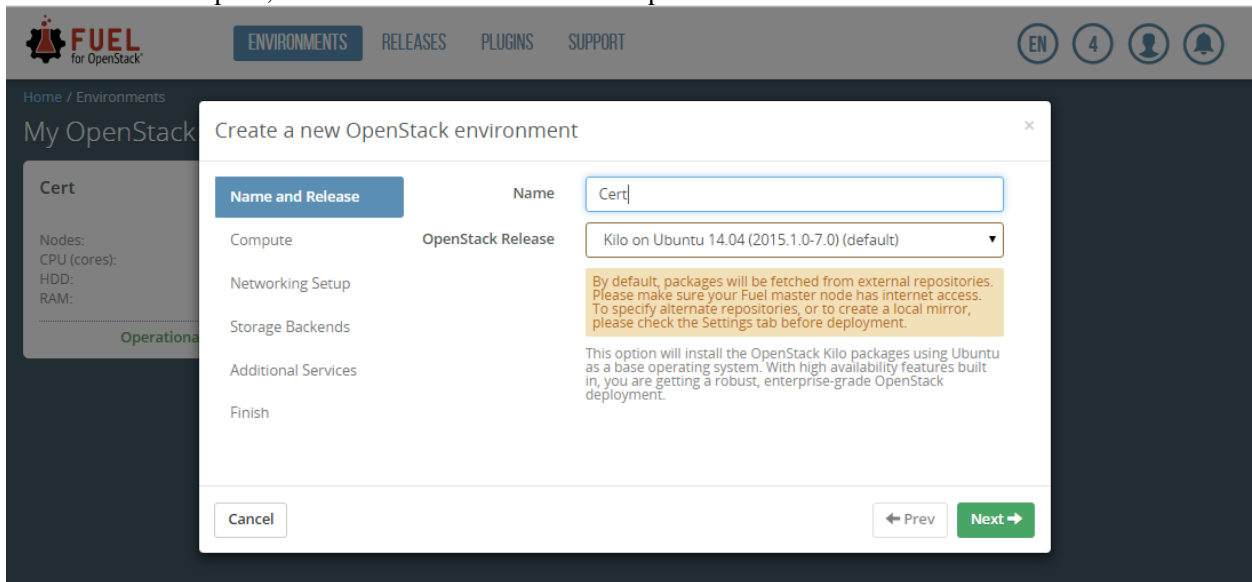 FUEL
for OpenStack
ENVIRONMENTS RELEASES PLUGINS SUPPORT
EN 4
Home / Environments
My OpenStack
Create a new OpenStack environment ×
Cert
Nodes:
CPU (cores):
HDD:
RAM:
Operationa
Name and Release
Compute
Networking Setup
Storage Backends
Additional Services
Finish
Name Cert
OpenStack Release Kilo on Ubuntu 14.04 (2015.1.0-7.0) (default)
By default, packages will be fetched from external repositories.
Please make sure your Fuel master node has internet access.
To specify alternate repositories, or to create a local mirror,
please check the Settings tab before deployment.
This option will install the OpenStack Kilo packages using Ubuntu
as a base operating system. With high availability features built
in, you are getting a robust, enterprise-grade OpenStack
deployment.
Cancel
Prev Next